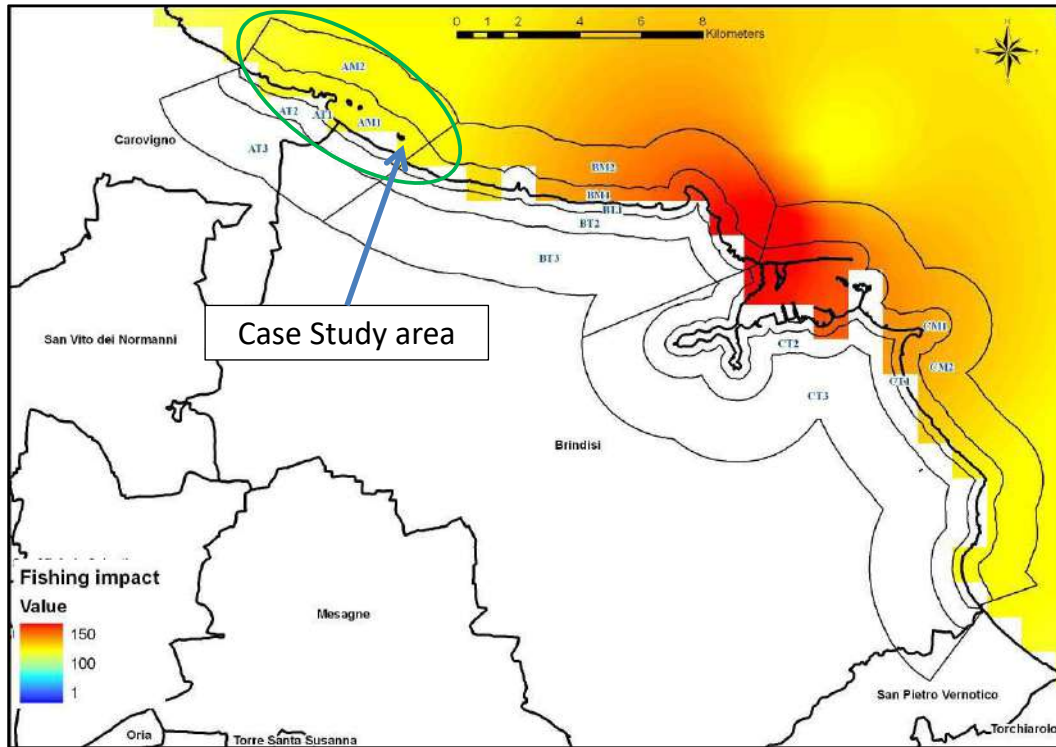 0 1 2 4 6 8
Kilometers
N
AM2
AT2
AT1
AM1
Carovigno
AT3
BM2
BM1
BT1
BT2
BT3
Case Study area
San Vito dei Normanni
CM1
CT2
CM2
CT1
CT3
Brindisi
Fishing impact
Value
150
100
1
Mesagne
San Pietro Vernotico
Oria
Torre Santa Susanna
Torchiarolo